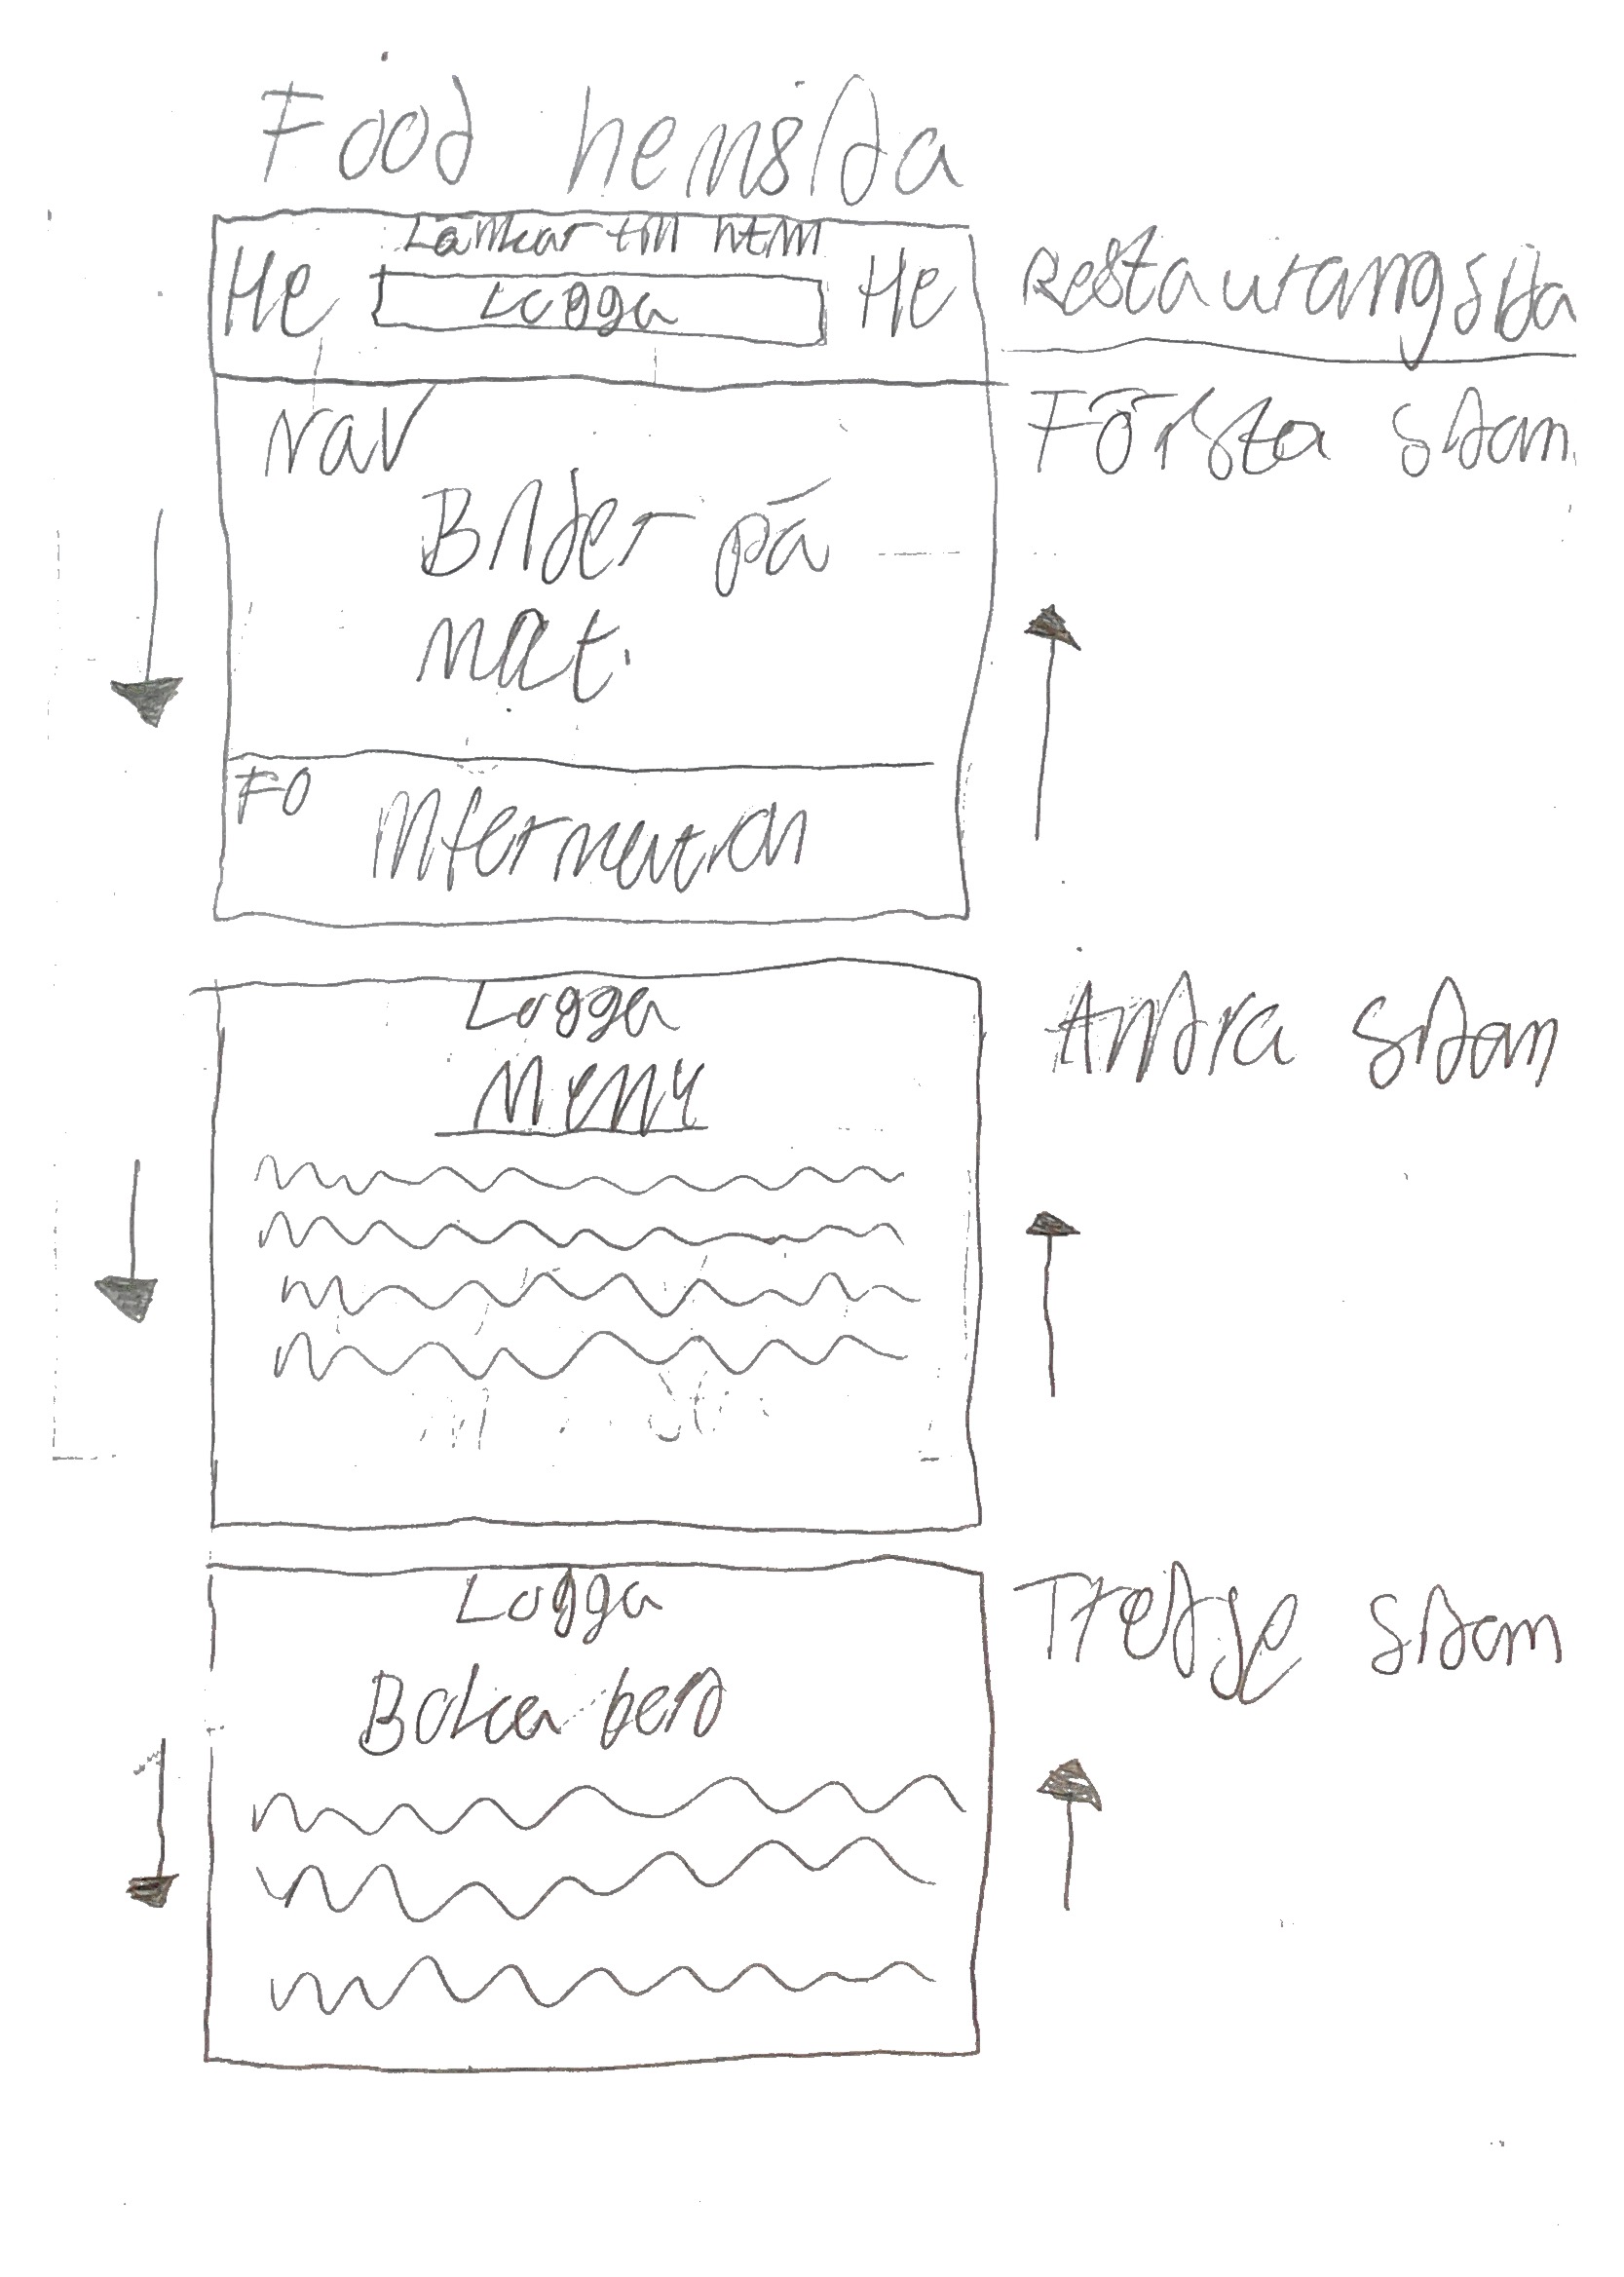 Food hemsida
Länkar till html
He Logga He
Restaurangsida
Nav
Första sidan
Bilder på
mat.
FO
Information
Logga
Andra sidan
Meny
Logga
Tredje sidan
Boka bord